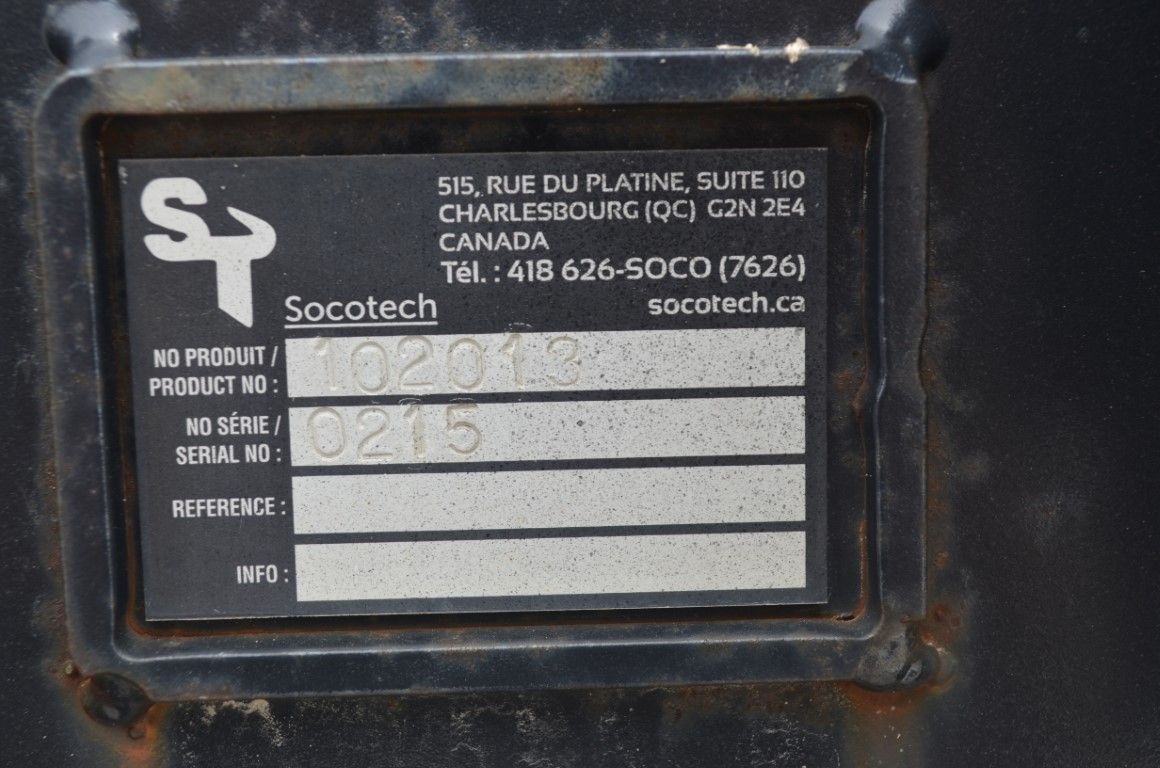 ST
515, RUE DU PLATINE, SUITE 110
CHARLESBOURG (QC) G2N 2E4
CANADA
Tél. : 418 626-SOCO (7626)
Socotech
socotech.ca
NO PRODUIT /
PRODUCT NO : 102013
NO SÉRIE /
SERIAL NO : 0215
REFERENCE :
INFO :